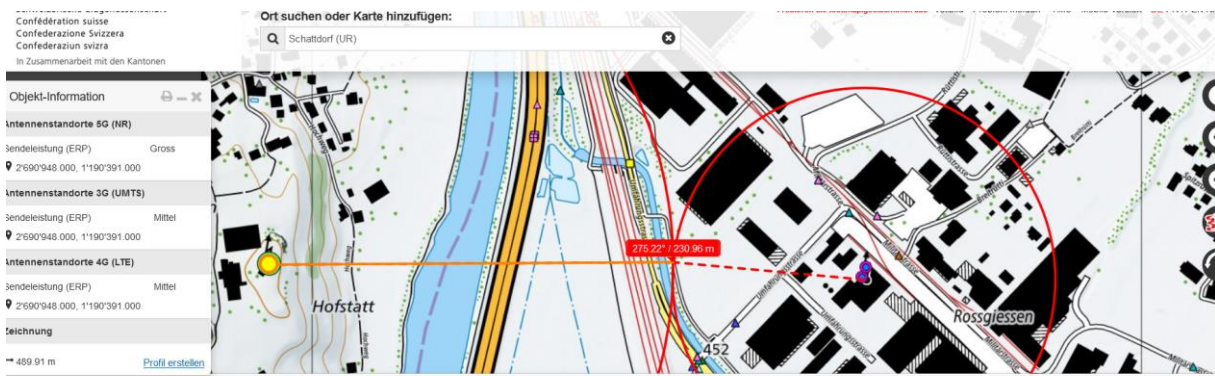 Confédération suisse
Confederazione Svizzera
Confederaziun svizra
In Zusammenarbeit mit den Kantonen
Ort suchen oder Karte hinzufügen:
Schattdorf (UR)
Objekt-Information
Antennenstandorte 5G (NR)
Sendeleistung (ERP) Gross
2'690'948.000, 1'190'391.000
Antennenstandorte 3G (UMTS)
Sendeleistung (ERP) Mittel
2'690'948.000, 1'190'391.000
Antennenstandorte 4G (LTE)
Sendeleistung (ERP) Mittel
2'690'948.000, 1'190'391.000
Zeichnung
489.91 m Profil erstellen
Hochweg
Hochweg
Hofstatt
275.22° / 230.96 m
Umfahrungsstrasse
Umfahrungsstrasse
Rossgiessen
452